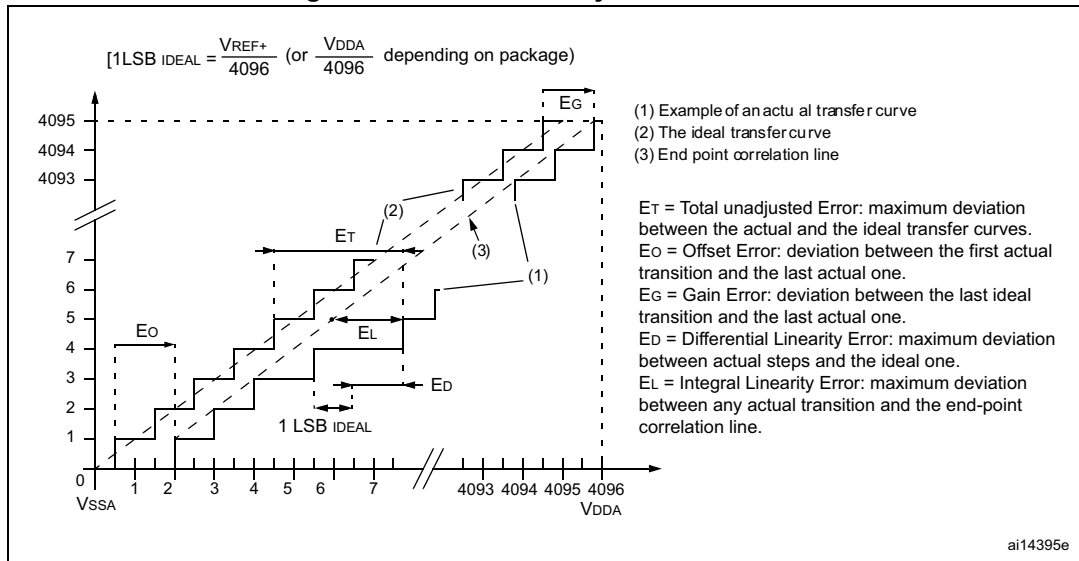 [1LSB IDEAL = VREF+ / 4096 (or VDDA / 4096 depending on package)
EG
4095
4094
4093
7
6
5
4
3
2
1
0
(2)
ET
(3)
(1)
EO
EL
ED
1 LSB IDEAL
1 2 3 4 5 6 7 4093 4094 4095 4096
VSSA
VDDA
(1) Example of an actu al transfer curve
(2) The ideal transfer curve
(3) End point correlation line
ET = Total unadjusted Error: maximum deviation
between the actual and the ideal transfer curves.
EO = Offset Error: deviation between the first actual
transition and the last actual one.
EG = Gain Error: deviation between the last ideal
transition and the last actual one.
ED = Differential Linearity Error: maximum deviation
between actual steps and the ideal one.
EL = Integral Linearity Error: maximum deviation
between any actual transition and the end-point
correlation line.
ai14395e